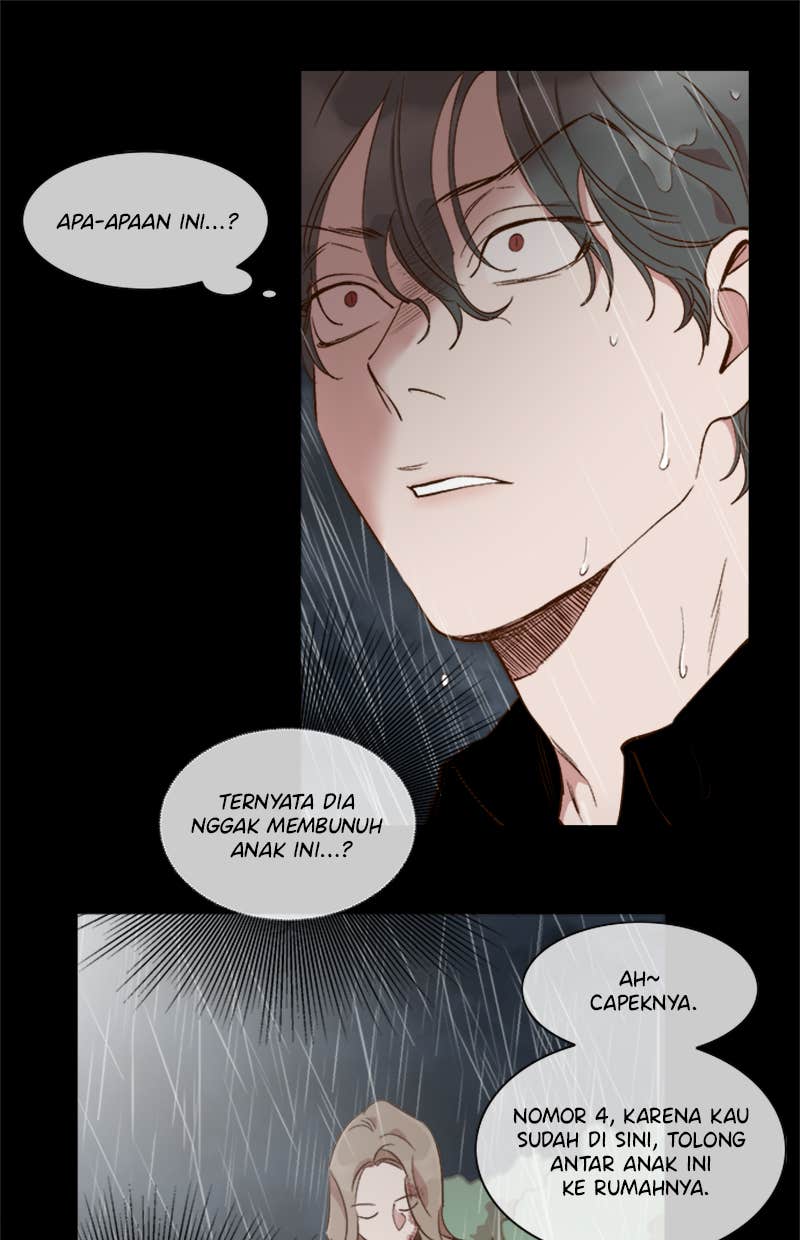 APA-APAAN INI...?
TERNYATA DIA
NGGAK MEMBUNUH
ANAK INI...?
AH~
CAPEKNYA.
NOMOR 4, KARENA KAU
SUDAH DI SINI, TOLONG
ANTAR ANAK INI
KE RUMAHNYA.